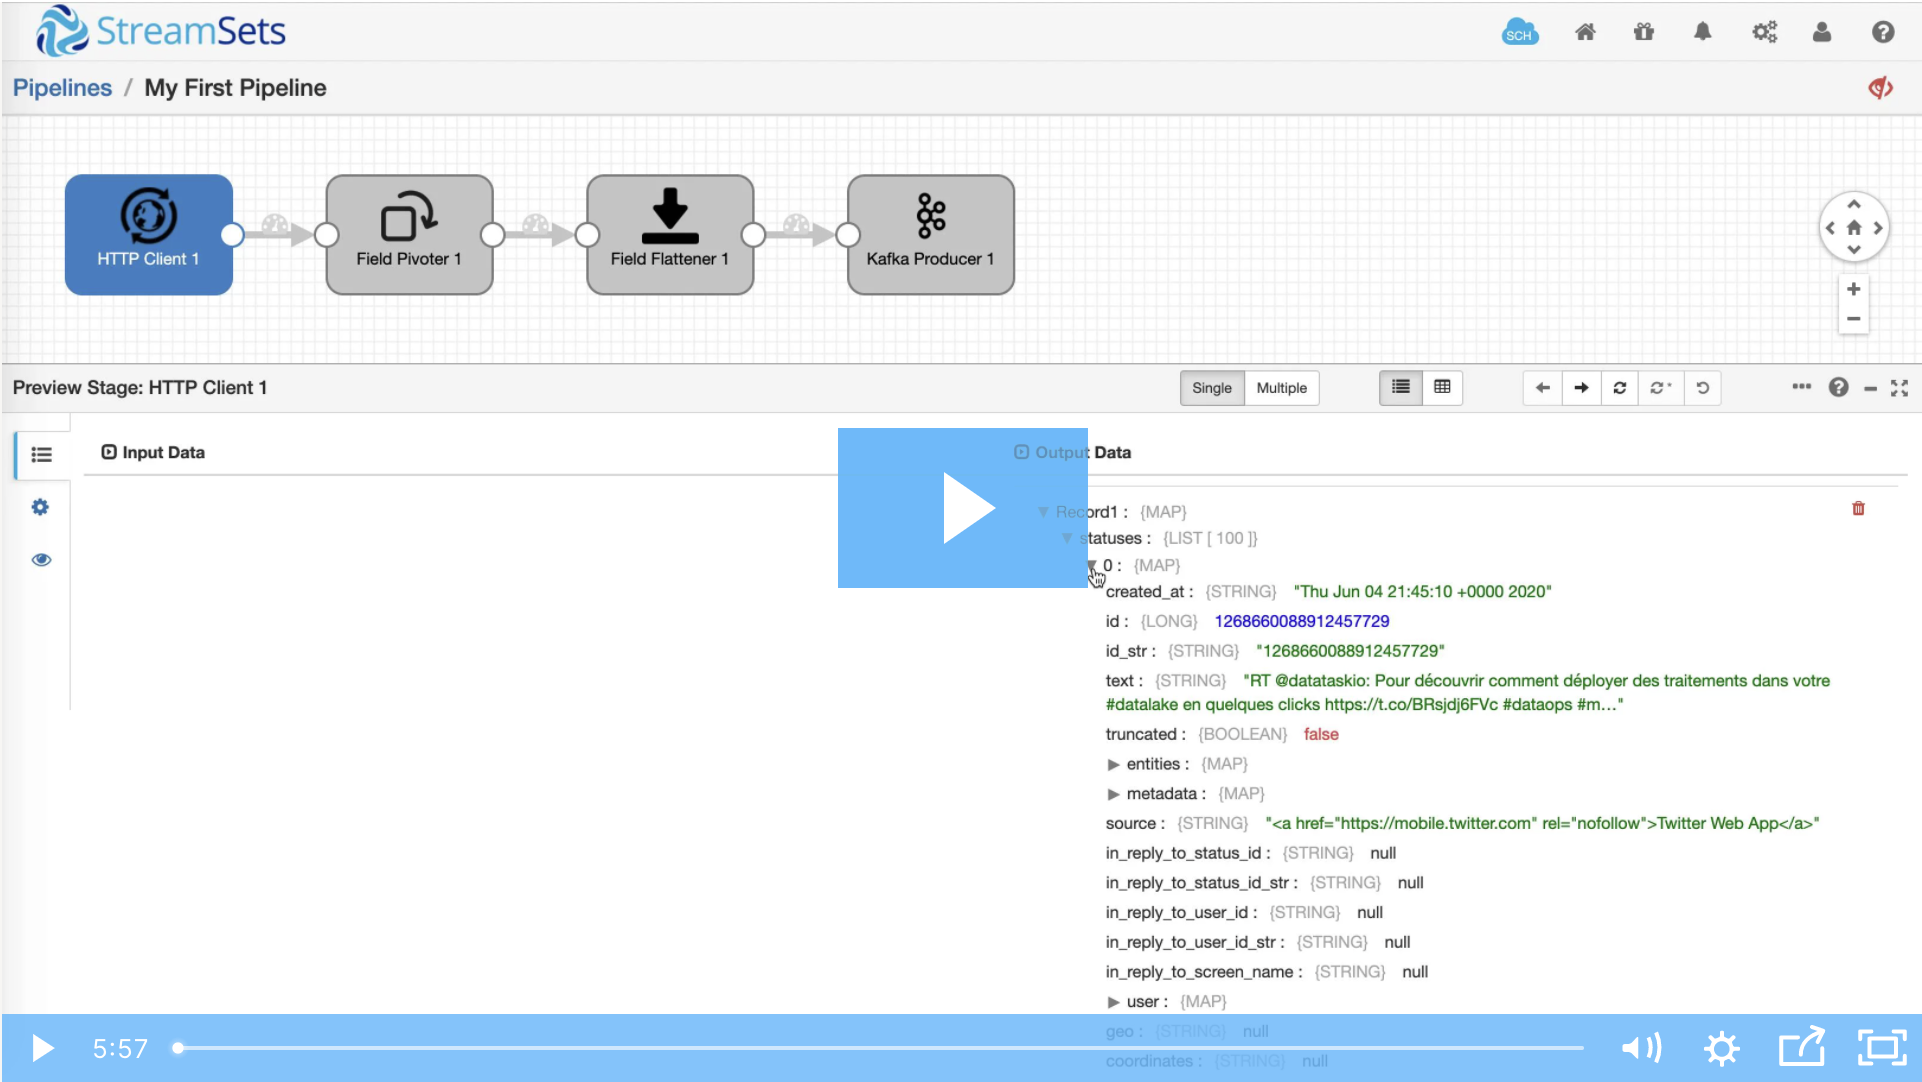 StreamSets
SCH
Pipelines / My First Pipeline
HTTP Client 1
Field Pivoter 1
Field Flattener 1
Kafka Producer 1
Preview Stage: HTTP Client 1
Single
Multiple
Input Data
Output Data
Record1 : {MAP}
statuses : {LIST [ 100 ]}
0 : {MAP}
created_at : {STRING} "Thu Jun 04 21:45:10 +0000 2020"
id : {LONG} 1268660088912457729
id_str : {STRING} "1268660088912457729"
text : {STRING} "RT @datataskio: Pour découvrir comment déployer des traitements dans votre
#datalake en quelques clicks https://t.co/BRsjdj6FVc #dataops #m…"
truncated : {BOOLEAN} false
entities : {MAP}
metadata : {MAP}
source : {STRING} "<a href="https://mobile.twitter.com" rel="nofollow">Twitter Web App</a>"
in_reply_to_status_id : {STRING} null
in_reply_to_status_id_str : {STRING} null
in_reply_to_user_id : {STRING} null
in_reply_to_user_id_str : {STRING} null
in_reply_to_screen_name : {STRING} null
user : {MAP}
geo : {STRING} null
coordinates : {STRING} null
5:57